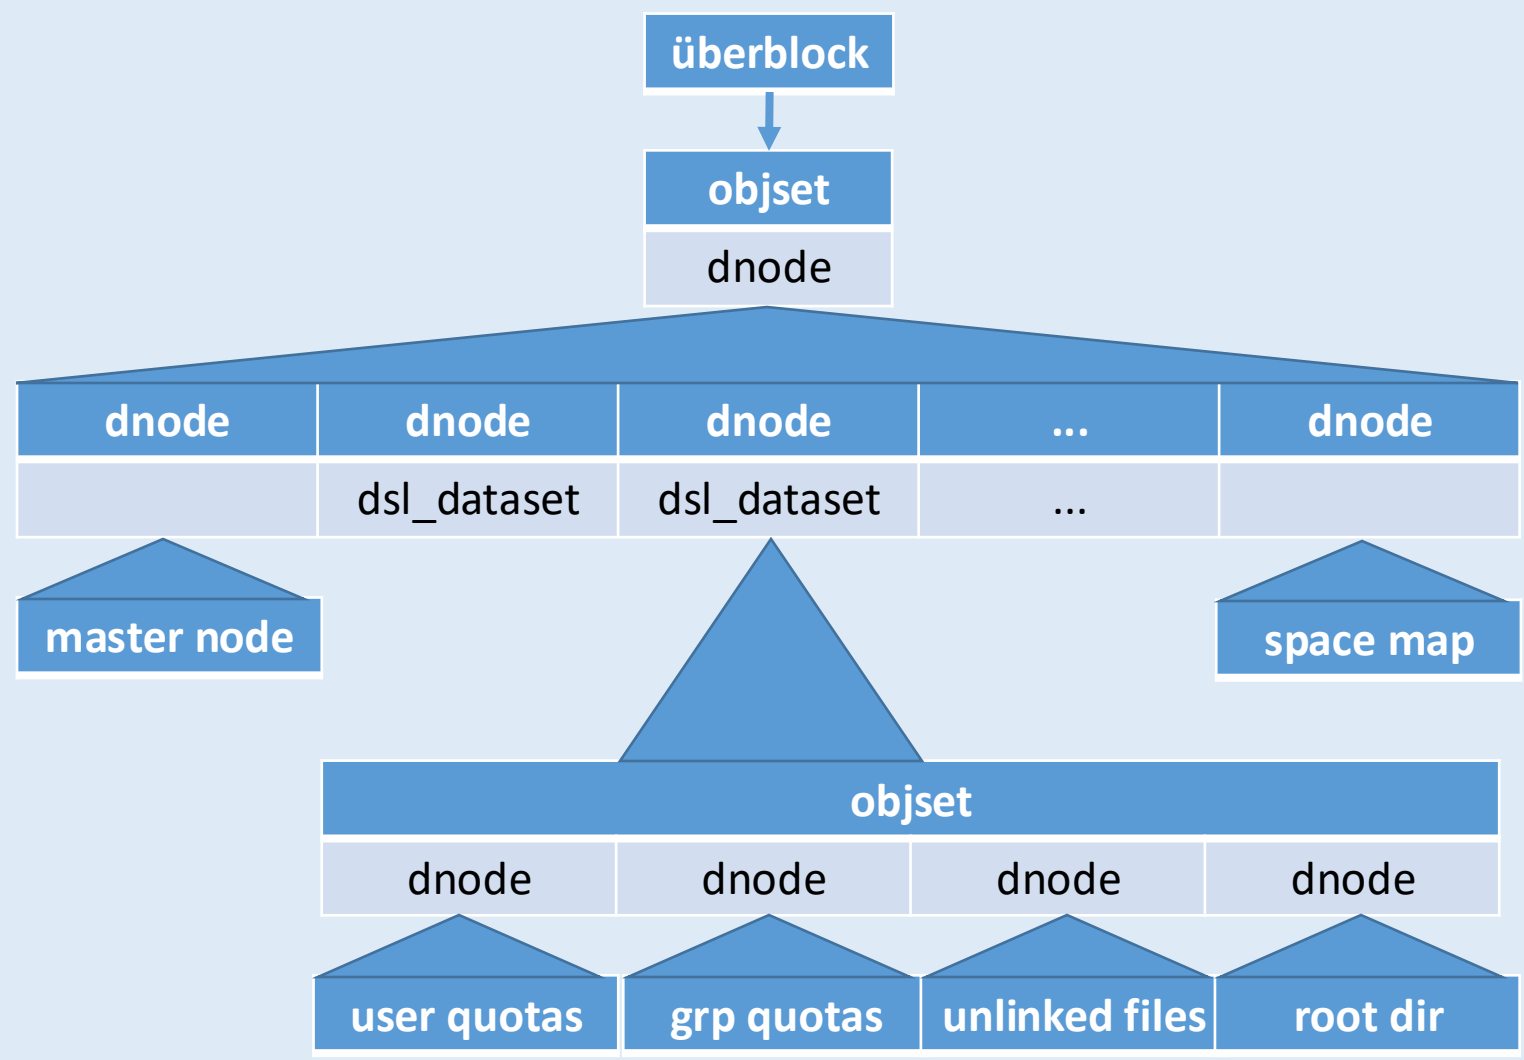 überblock
objset
dnode
dnode dnode dnode ... dnode
dsl_dataset dsl_dataset ...
master node space map
objset
dnode dnode dnode dnode
user quotas grp quotas unlinked files root dir